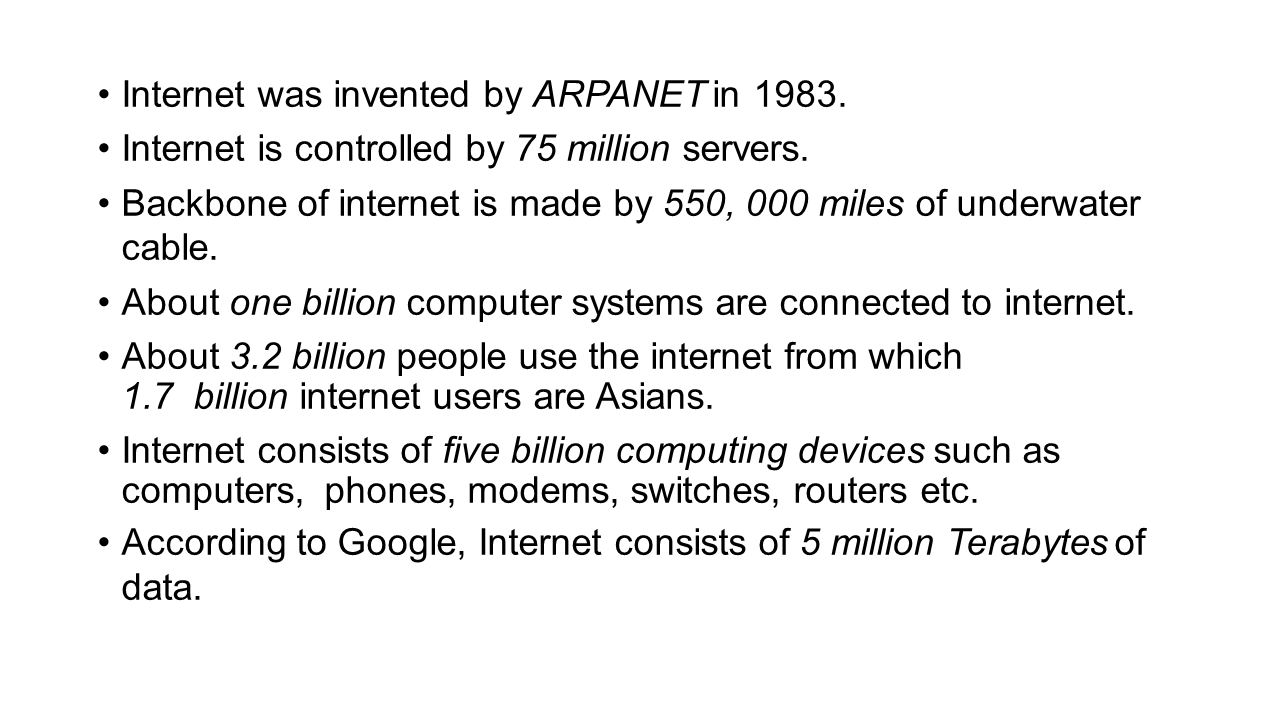 • Internet was invented by ARPANET in 1983.
• Internet is controlled by 75 million servers.
• Backbone of internet is made by 550, 000 miles of underwater
cable.
• About one billion computer systems are connected to internet.
• About 3.2 billion people use the internet from which
1.7  billion internet users are Asians.
• Internet consists of five billion computing devices such as
computers,  phones, modems, switches, routers etc.
• According to Google, Internet consists of 5 million Terabytes of
data.